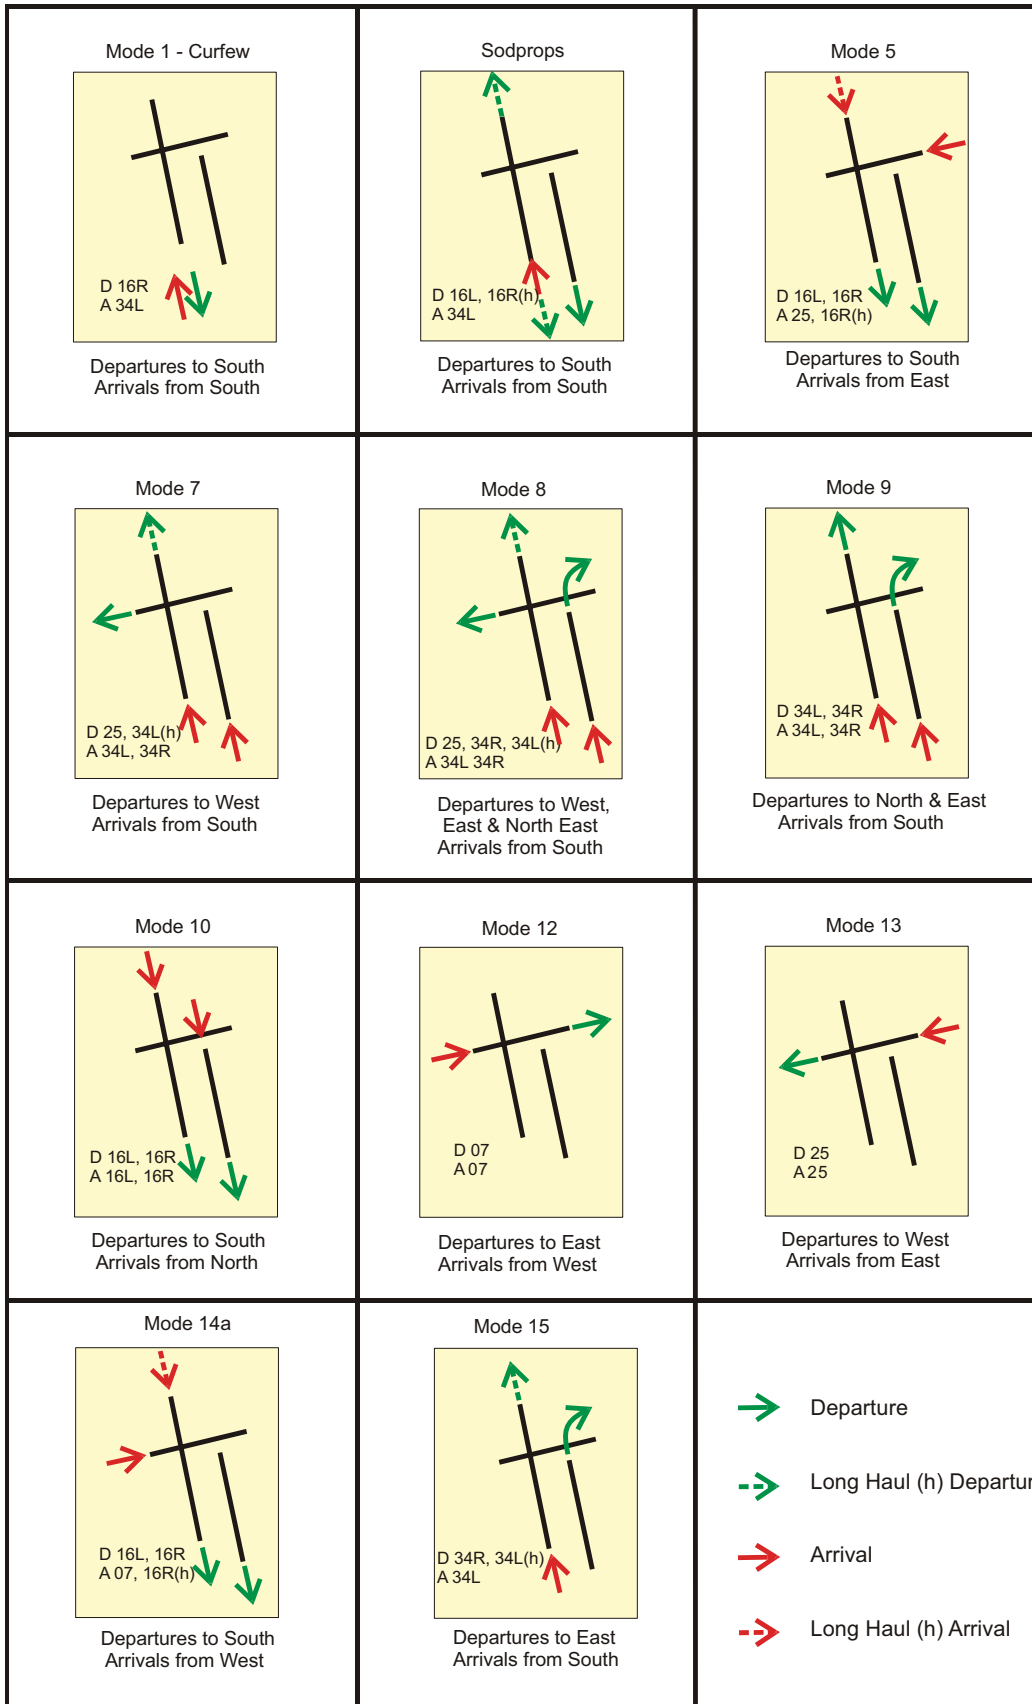 Mode 1 - Curfew
D 16R
A 34L
Departures to South
Arrivals from South
Sodprops
D 16L, 16R(h)
A 34L
Departures to South
Arrivals from South
Mode 5
D 16L, 16R
A 25, 16R(h)
Departures to South
Arrivals from East
Mode 7
D 25, 34L(h)
A 34L, 34R
Departures to West
Arrivals from South
Mode 8
D 25, 34R, 34L(h)
A 34L 34R
Departures to West,
East & North East
Arrivals from South
Mode 9
D 34L, 34R
A 34L, 34R
Departures to North & East
Arrivals from South
Mode 10
D 16L, 16R
A 16L, 16R
Departures to South
Arrivals from North
Mode 12
D 07
A 07
Departures to East
Arrivals from West
Mode 13
D 25
A 25
Departures to West
Arrivals from East
Mode 14a
D 16L, 16R
A 07, 16R(h)
Departures to South
Arrivals from West
Mode 15
D 34R, 34L(h)
A 34L
Departures to East
Arrivals from South
Departure
Long Haul (h) Departur
Arrival
Long Haul (h) Arrival